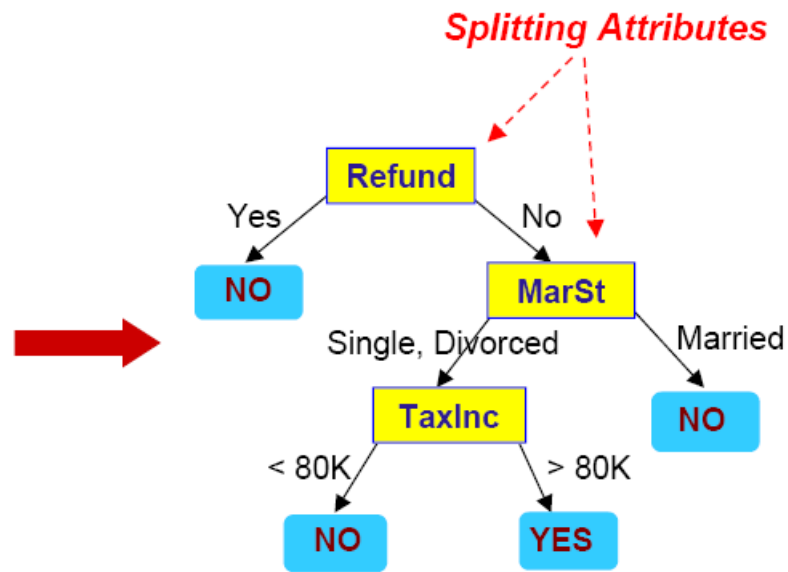 Splitting Attributes
Refund
Yes
No
NO
MarSt
Single, Divorced
Married
TaxInc
NO
< 80K
> 80K
NO
YES